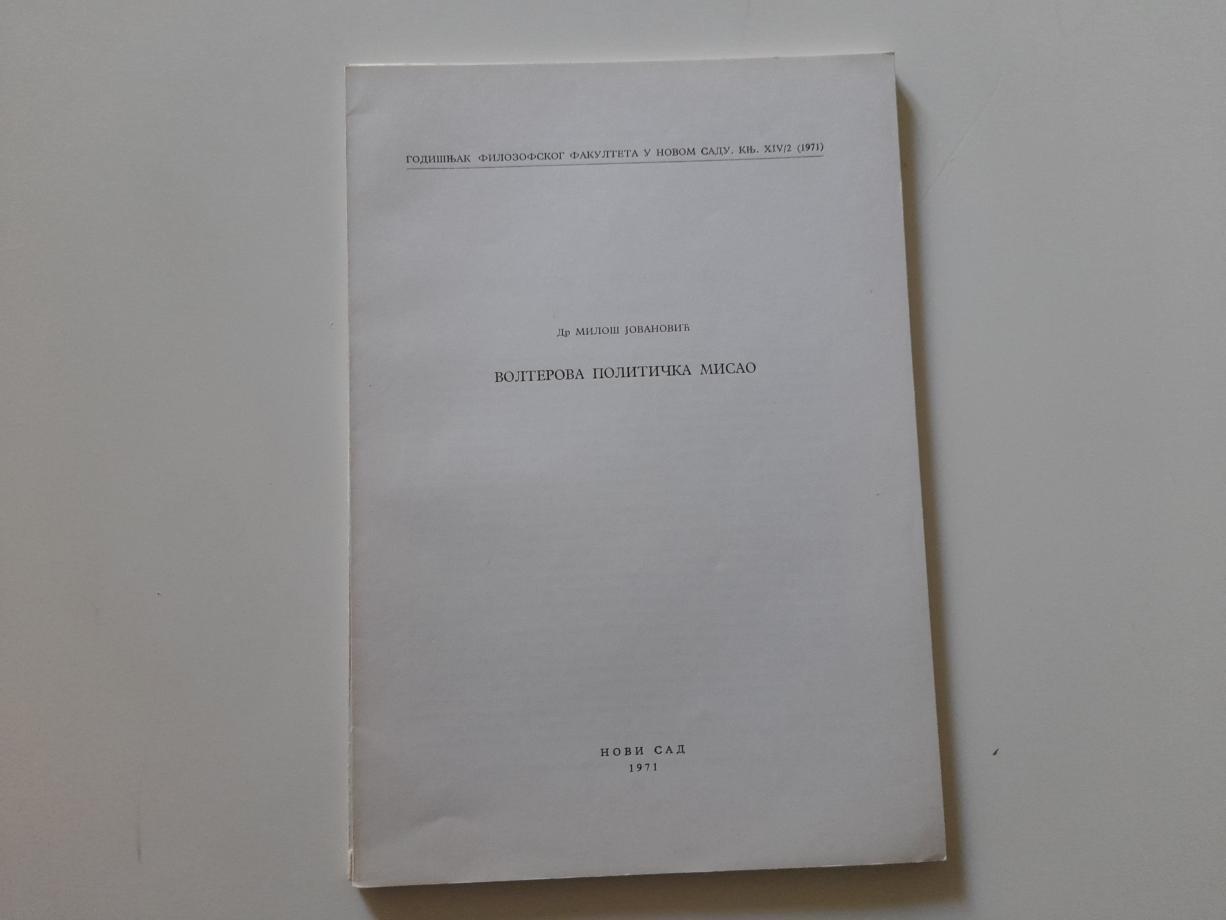 ГОДИШЊАК ФИЛОЗОФСКОГ ФАКУЛТЕТА У НОВОМ САДУ. КЊ. XIV/2 (1971)
Др МИЛОШ ЈОВАНОВИЋ
ВОЛТЕРОВА ПОЛИТИЧКА МИСАО
НОВИ САД
1971